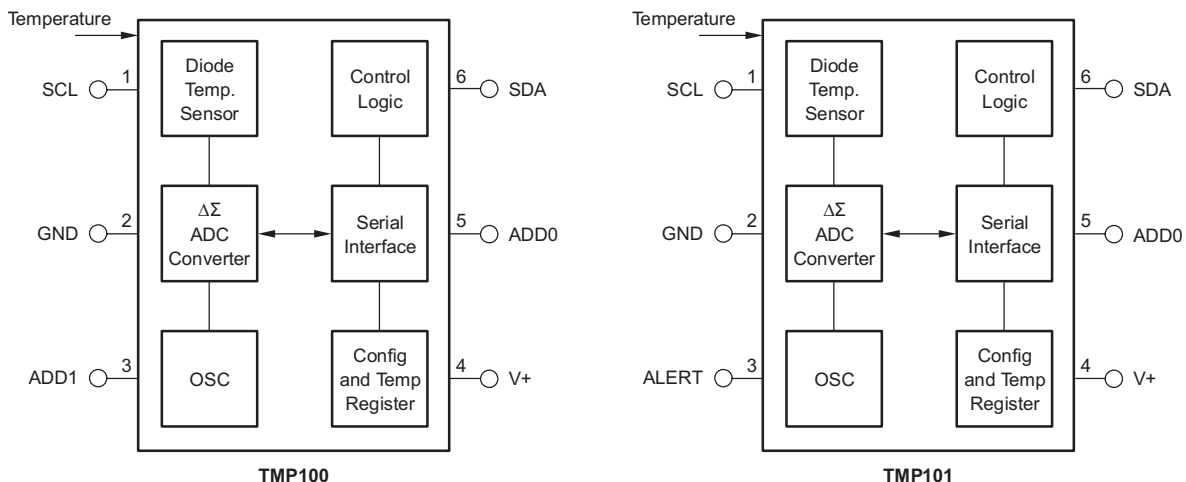 Temperature
SCL
1
GND
2
ADD1
3
Diode
Temp.
Sensor
ΔΣ
ADC
Converter
OSC
Control
Logic
Serial
Interface
Config
and Temp
Register
6
SDA
5
ADD0
4
V+
TMP100
Temperature
SCL
1
GND
2
ALERT
3
Diode
Temp.
Sensor
ΔΣ
ADC
Converter
OSC
Control
Logic
Serial
Interface
Config
and Temp
Register
6
SDA
5
ADD0
4
V+
TMP101